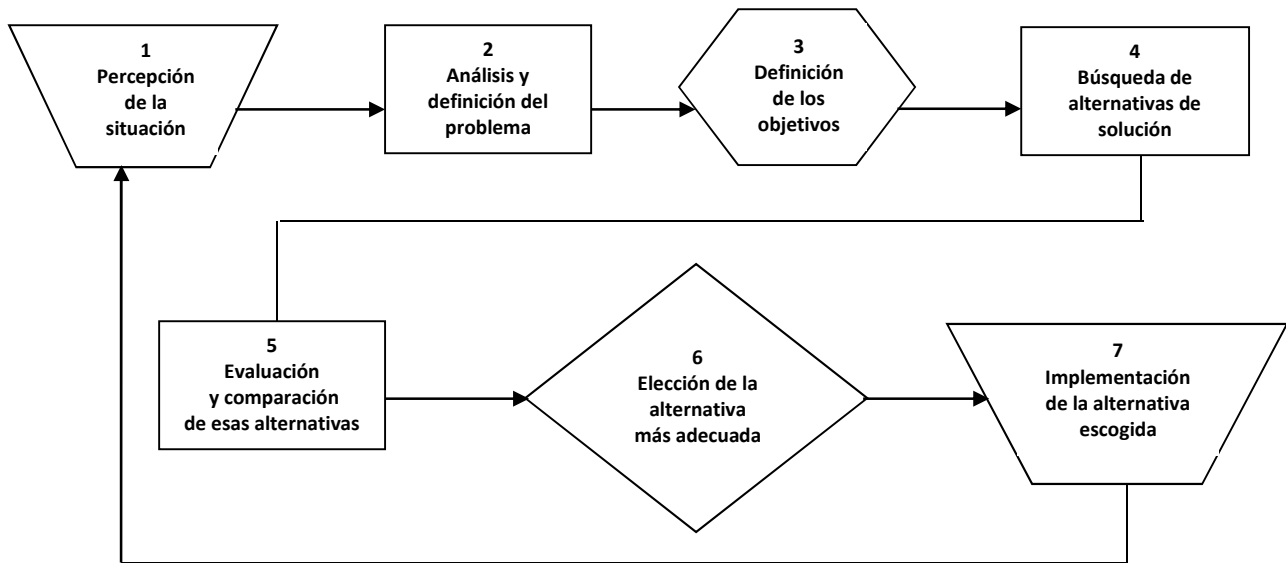 1
Percepción
de la
situación
2
Análisis y
definición del
problema
3
Definición
de los
objetivos
4
Búsqueda de
alternativas de
solución
5
Evaluación
y comparación
de esas alternativas
6
Elección de la
alternativa
más adecuada
7
Implementación
de la alternativa
escogida